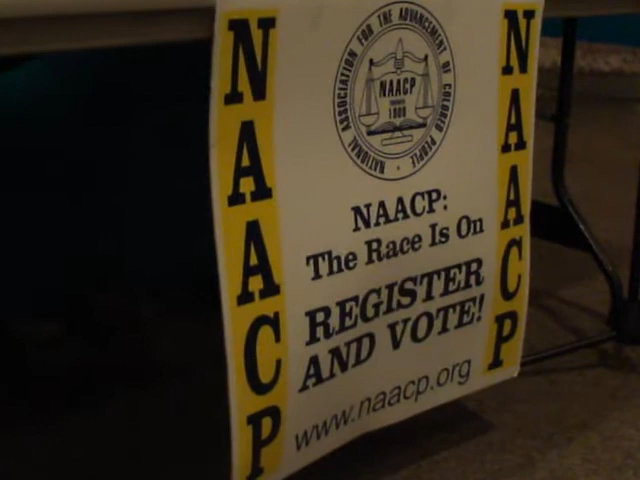 NAACP
NATIONAL ASSOCIATION FOR THE ADVANCEMENT OF COLORED PEOPLE
NAACP
FOUNDED
1909
NAACP:
The Race Is On
REGISTER
AND VOTE!
www.naacp.org
NAACP